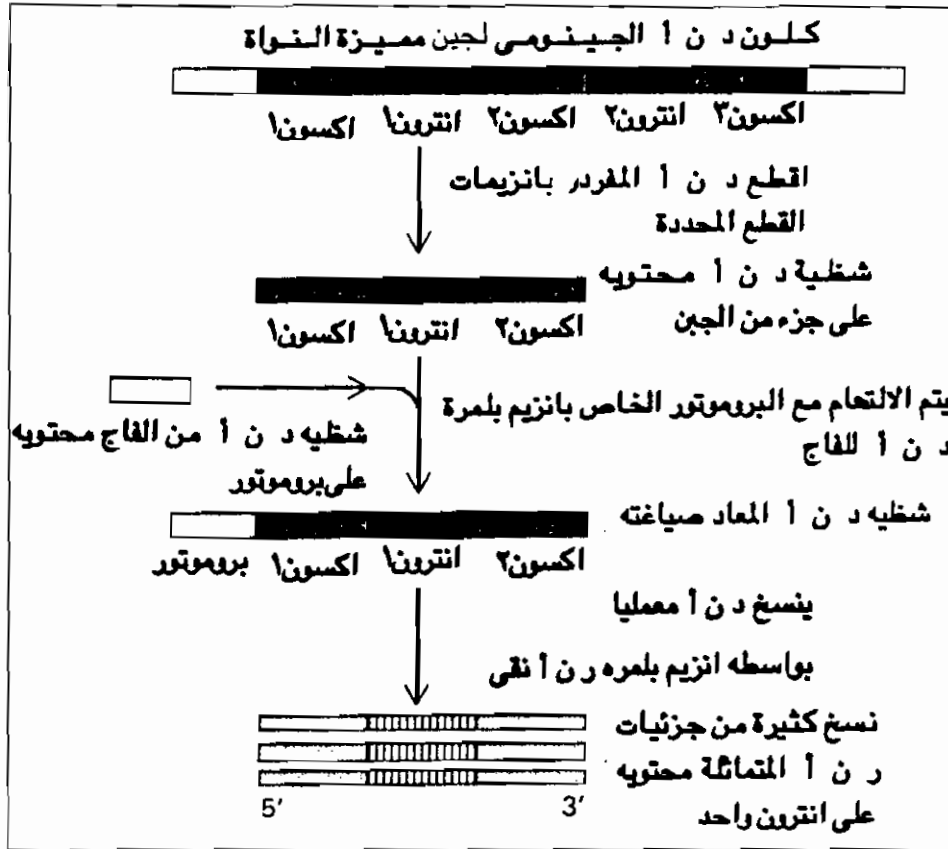 كلون د ن أ الجينومى لجين مميزة النواة
اكسون١ انترون١ اكسون٢ انترون٢ اكسون٣
اقطع د ن أ المفرد بانزيمات
القطع المحددة
شظية د ن أ محتويه
على جزء من الجين
اكسون١ انترون١ اكسون٢
يتم الالتهام مع البروموتور الخاص بانزيم بلمرة
د ن أ للفاج
شظيه د ن أ من الفاج محتويه
على بروموتور
شظيه د ن أ المعاد صياغته
بروموتور اكسون١ انترون١ اكسون٢
ينسخ د ن أ معمليا
بواسطه انزيم بلمره ر ن أ نقى
نسخ كثيرة من جزئيات
ر ن أ المتماثلة محتويه
على انترون واحد
5′ 3′